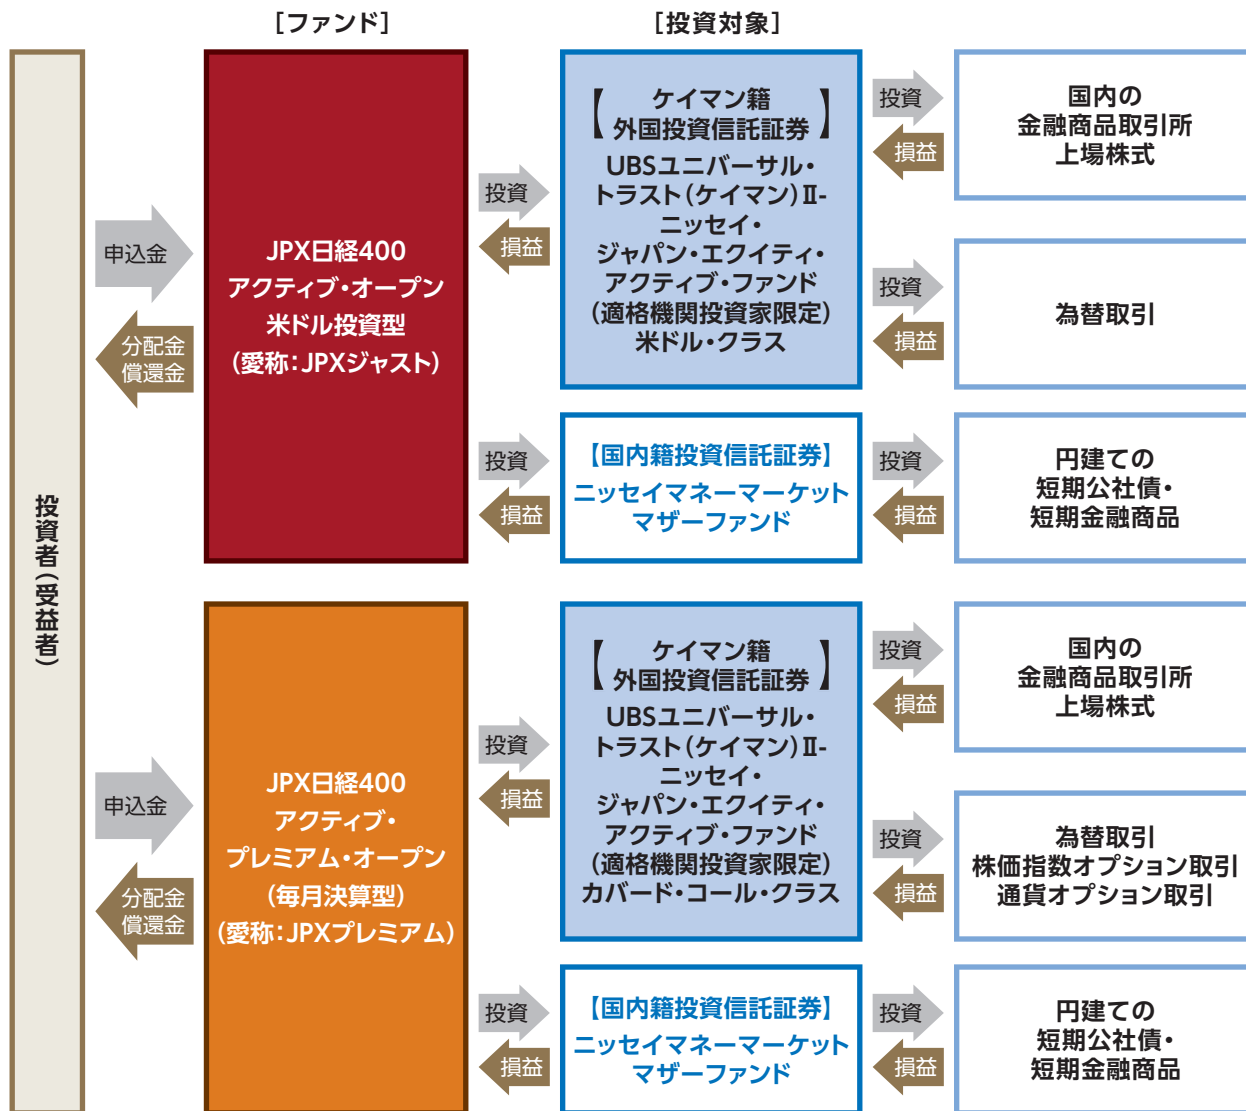 ［ファンド］
［投資対象］
投資者（受益者）
申込金
分配金
償還金
JPX日経400
アクティブ・オープン
米ドル投資型
（愛称：JPXジャスト）
投資
損益
【ケイマン籍
外国投資信託証券】
UBSユニバーサル・
トラスト（ケイマン）Ⅱ-
ニッセイ・
ジャパン・エクイティ・
アクティブ・ファンド
（適格機関投資家限定）
米ドル・クラス
投資
損益
国内の
金融商品取引所
上場株式
投資
損益
為替取引
投資
損益
【国内籍投資信託証券】
ニッセイマネーマーケット
マザーファンド
投資
損益
円建ての
短期公社債・
短期金融商品
申込金
分配金
償還金
JPX日経400
アクティブ・
プレミアム・オープン
（毎月決算型）
（愛称：JPXプレミアム）
投資
損益
【ケイマン籍
外国投資信託証券】
UBSユニバーサル・
トラスト（ケイマン）Ⅱ-
ニッセイ・
ジャパン・エクイティ・
アクティブ・ファンド
（適格機関投資家限定）
カバード・コール・クラス
投資
損益
国内の
金融商品取引所
上場株式
投資
損益
為替取引
株価指数オプション取引
通貨オプション取引
投資
損益
【国内籍投資信託証券】
ニッセイマネーマーケット
マザーファンド
投資
損益
円建ての
短期公社債・
短期金融商品